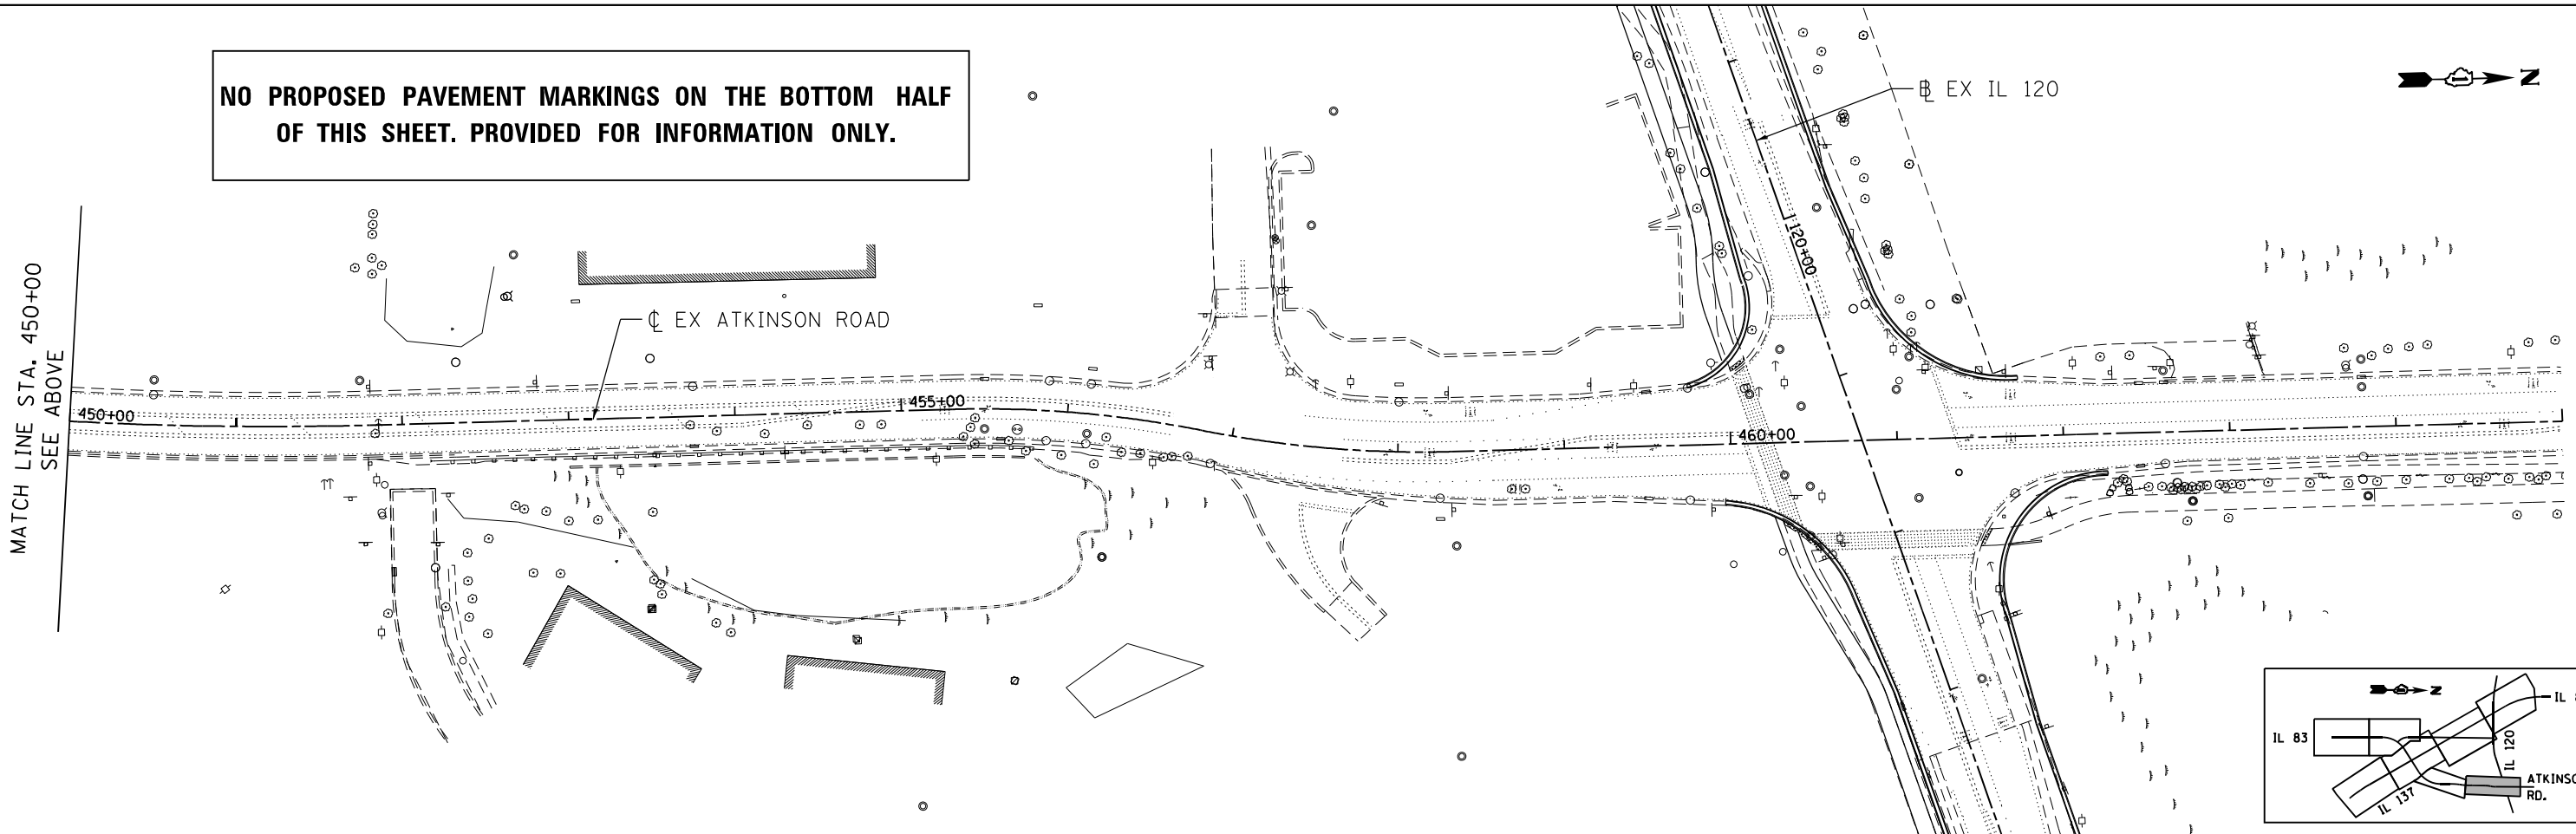 NO PROPOSED PAVEMENT MARKINGS ON THE BOTTOM HALF
OF THIS SHEET. PROVIDED FOR INFORMATION ONLY.
℄ EX IL 120
N
120+00
MATCH LINE STA. 450+00
SEE ABOVE
℄ EX ATKINSON ROAD
450+00
455+00
460+00
N
IL 83
IL 120
IL 137
RD.